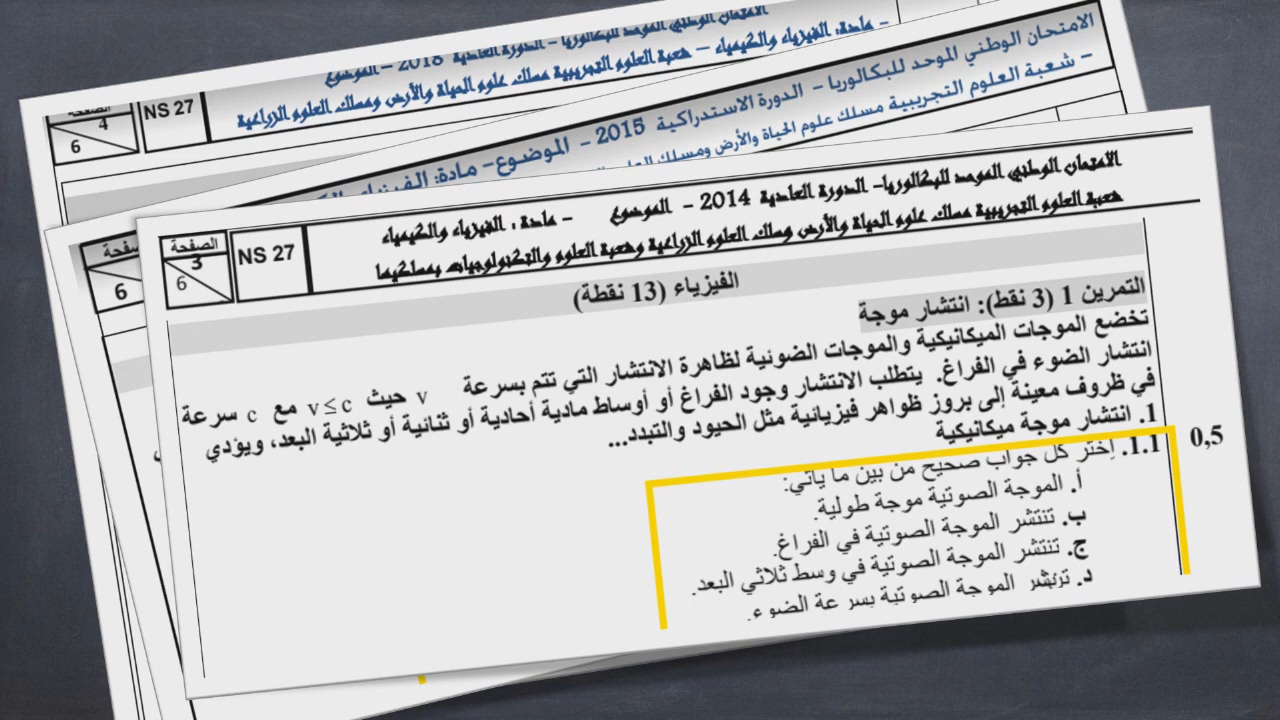 الامتحان الوطني الموحد للبكالوريا – الدورة العادية 2018 – الموضوع
– مادة: الفيزياء والكيمياء – شعبة العلوم التجريبية مسلك علوم الحياة والأرض ومسلك العلوم الزراعية
NS 27
الصفحة
4
6
الامتحان الوطني الموحد للبكالوريا – الدورة الاستدراكية 2015 – الموضوع – مادة: الفيزياء
– شعبة العلوم التجريبية مسلك علوم الحياة والأرض ومسلك
6
الامتحان الوطني الموحد للبكالوريا– الدورة العادية 2014 – الموضوع – مادة : الفيزياء والكيمياء
شعبة العلوم التجريبية مسلك علوم الحياة والأرض ومسلك العلوم الزراعية وشعبة العلوم والتكنولوجيات بمسلكيها
NS 27
الصفحة
3
6
الفيزياء (13 نقطة)
التمرين 1 (3 نقط): انتشار موجة
تخضع الموجات الميكانيكية والموجات الضوئية لظاهرة الانتشار التي تتم بسرعة v حيث v ≤ c مع c سرعة
انتشار الضوء في الفراغ. يتطلب الانتشار وجود الفراغ أو أوساط مادية أحادية أو ثنائية أو ثلاثية البعد، ويؤدي
في ظروف معينة إلى بروز ظواهر فيزيائية مثل الحيود والتبدد...
1. انتشار موجة ميكانيكية
0,5
1.1. إختر كل جواب صحيح من بين ما يأتي:
أ. الموجة الصوتية موجة طولية.
ب. تنتشر الموجة الصوتية في الفراغ.
ج. تنتشر الموجة الصوتية في وسط ثلاثي البعد.
د. تنتشر الموجة الصوتية بسرعة الضوء.